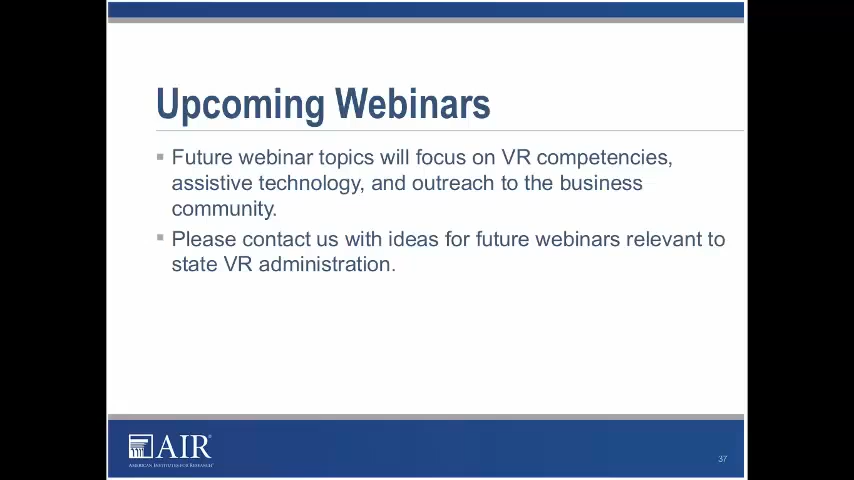 Upcoming Webinars
Future webinar topics will focus on VR competencies,
assistive technology, and outreach to the business
community.
Please contact us with ideas for future webinars relevant to
state VR administration.
AIR®
AMERICAN INSTITUTES FOR RESEARCH®
37